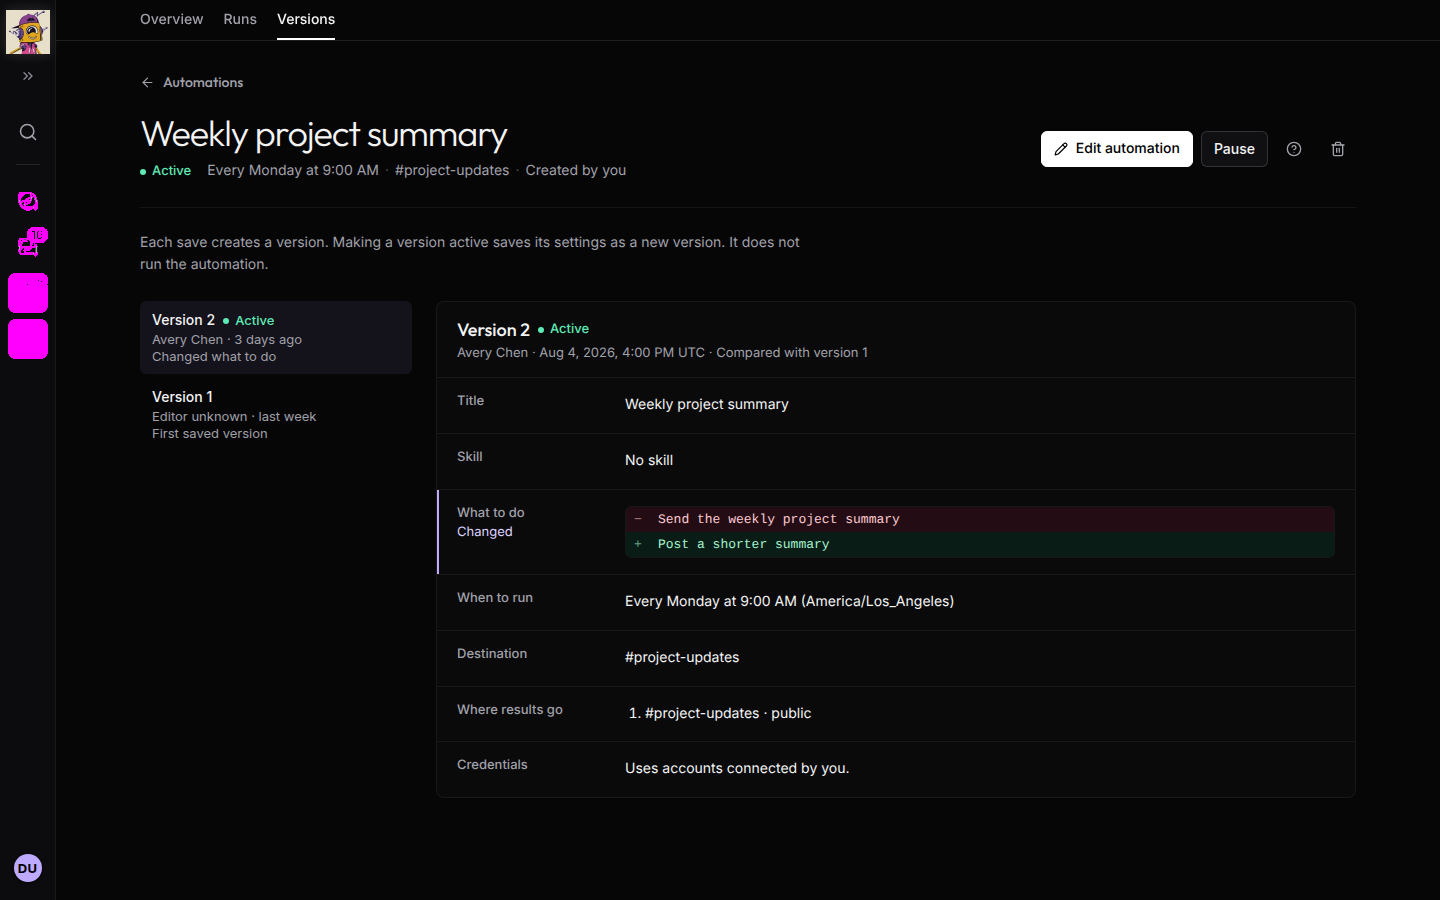 Overview Runs Versions
Automations
Weekly project summary
Active Every Monday at 9:00 AM · #project-updates · Created by you
Edit automation
Pause
Each save creates a version. Making a version active saves its settings as a new version. It does not
run the automation.
Version 2 Active
Avery Chen · 3 days ago
Changed what to do
Version 1
Editor unknown · last week
First saved version
Version 2 Active
Avery Chen · Aug 4, 2026, 4:00 PM UTC · Compared with version 1
Title Weekly project summary
Skill No skill
What to do
Changed
− Send the weekly project summary
+ Post a shorter summary
When to run Every Monday at 9:00 AM (America/Los_Angeles)
Destination #project-updates
Where results go 1. #project-updates · public
Credentials Uses accounts connected by you.
DU